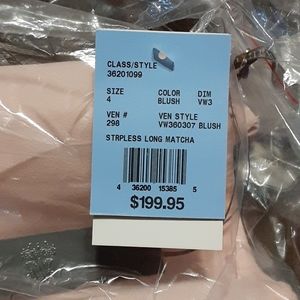 CLASS/STYLE
36201099
SIZE COLOR DIM
4 BLUSH VW3
VEN # VEN STYLE
298 VW360307 BLUSH
STRPLESS LONG MATCHA
4 36200 15385 5
$199.95